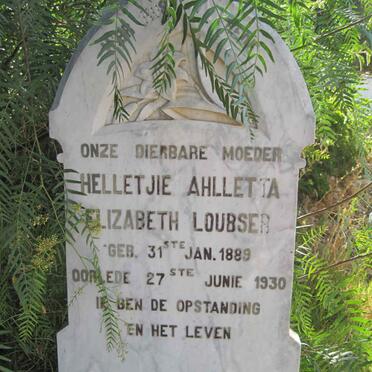 ONZE DIERBARE MOEDER
HELLETJIE AHLLETTA
ELIZABETH LOUBSER
GEB. 31STE JAN. 1889
OORLEDE 27STE JUNIE 1930
IK BEN DE OPSTANDING
EN HET LEVEN